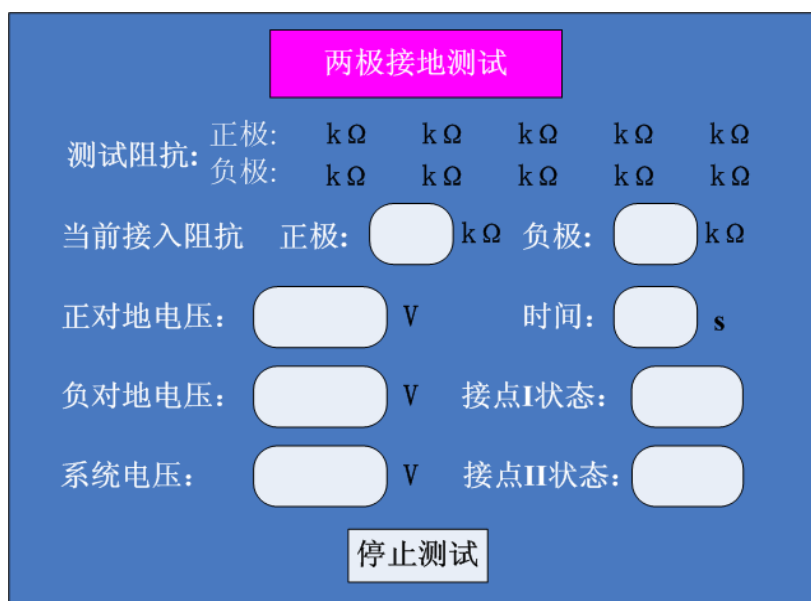 两极接地测试
测试阻抗:
正极: kΩ kΩ kΩ kΩ kΩ
负极: kΩ kΩ kΩ kΩ kΩ
当前接入阻抗 正极: kΩ 负极: kΩ
正对地电压: V 时间: s
负对地电压: V 接点I状态:
系统电压: V 接点II状态:
停止测试